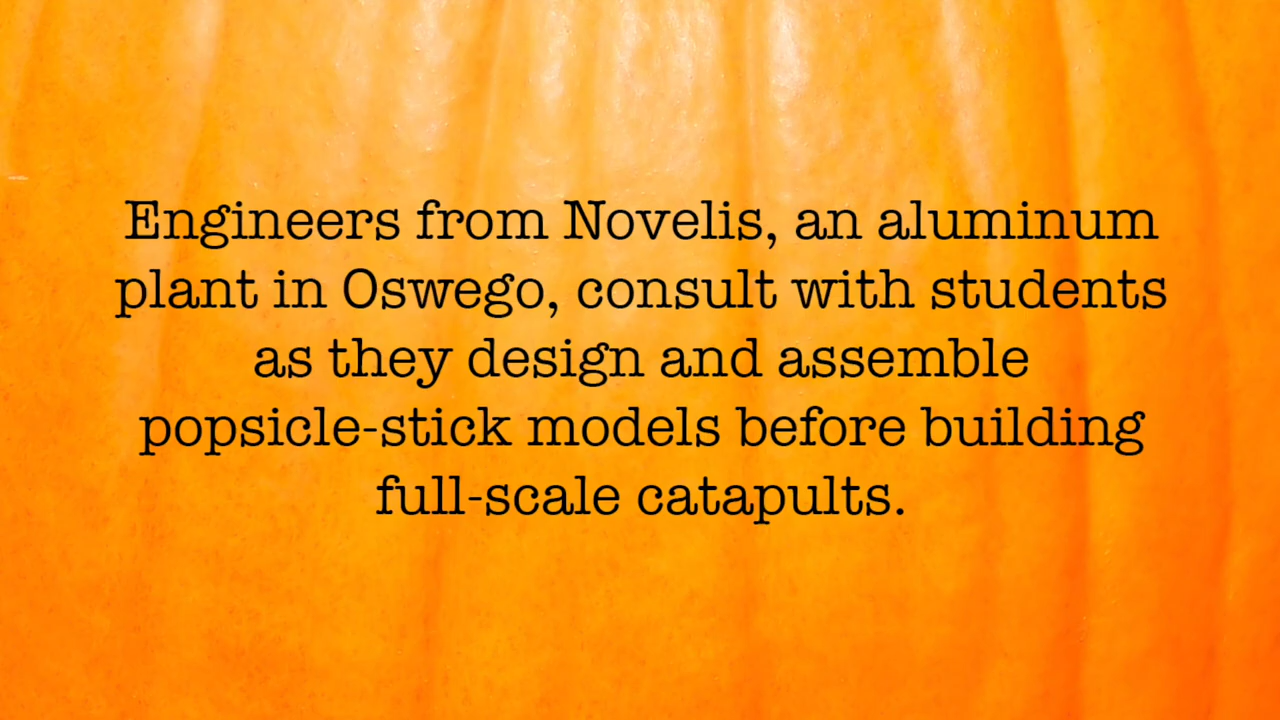 Engineers from Novelis, an aluminum
plant in Oswego, consult with students
as they design and assemble
popsicle-stick models before building
full-scale catapults.